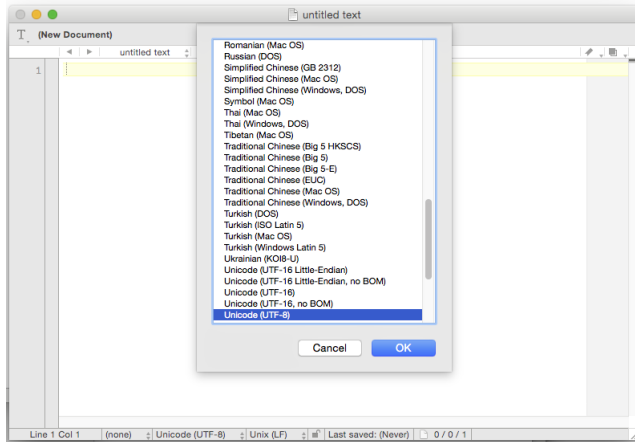 untitled text
(New Document)
untitled text
1
Romanian (Mac OS)
Russian (DOS)
Simplified Chinese (GB 2312)
Simplified Chinese (Mac OS)
Simplified Chinese (Windows, DOS)
Symbol (Mac OS)
Thai (Mac OS)
Thai (Windows, DOS)
Tibetan (Mac OS)
Traditional Chinese (Big 5 HKSCS)
Traditional Chinese (Big 5)
Traditional Chinese (Big 5-E)
Traditional Chinese (EUC)
Traditional Chinese (Mac OS)
Traditional Chinese (Windows, DOS)
Turkish (DOS)
Turkish (ISO Latin 5)
Turkish (Mac OS)
Turkish (Windows Latin 5)
Ukrainian (KOI8-U)
Unicode (UTF-16 Little-Endian)
Unicode (UTF-16 Little-Endian, no BOM)
Unicode (UTF-16)
Unicode (UTF-16, no BOM)
Unicode (UTF-8)
Cancel OK
Line 1 Col 1 (none) Unicode (UTF-8) Unix (LF) Last saved: (Never) 0 / 0 / 1